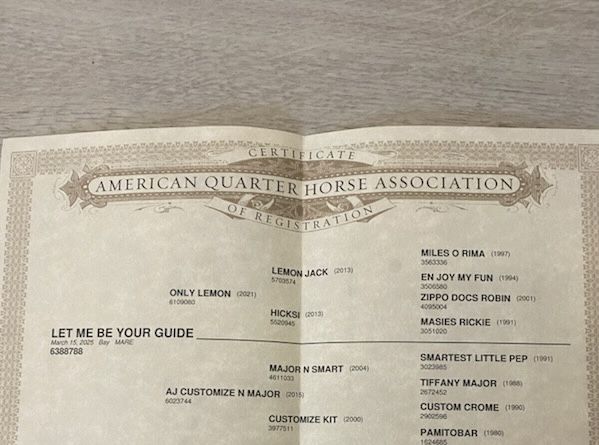 CERTIFICATE
AMERICAN QUARTER HORSE ASSOCIATION
OF REGISTRATION
MILES O RIMA (1997)
3563336
LEMON JACK (2013)
5703574
EN JOY MY FUN (1994)
3506580
ONLY LEMON (2021)
6109060
ZIPPO DOCS ROBIN (2001)
4095004
HICKSI (2013)
5520945
MASIES RICKIE (1991)
3051020
LET ME BE YOUR GUIDE
March 15, 2025 Bay MARE
6388788
SMARTEST LITTLE PEP (1991)
3023985
MAJOR N SMART (2004)
4611033
TIFFANY MAJOR (1988)
2672452
AJ CUSTOMIZE N MAJOR (2015)
6023744
CUSTOM CROME (1990)
2902596
CUSTOMIZE KIT (2000)
3977511
PAMITOBAR (1980)
1624685